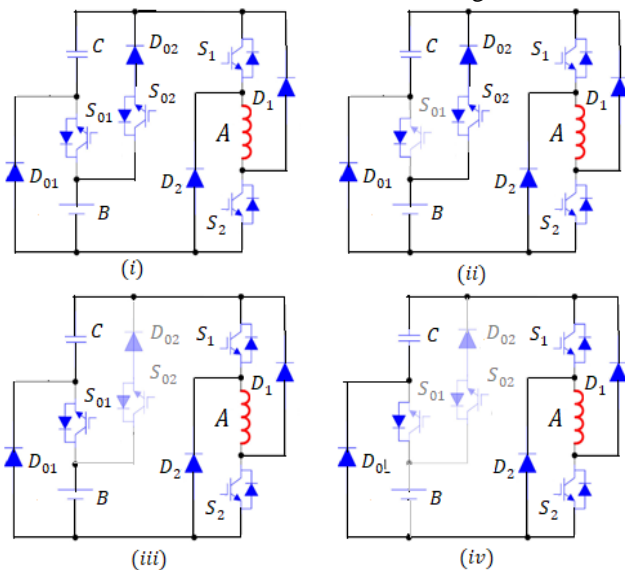 C
D₀₂
S₁
S₀₁
S₀₂
D₁
A
D₀₁
D₂
B
S₂
(i)
C
D₀₂
S₁
S₀₁
S₀₂
D₁
A
D₀₁
D₂
B
S₂
(ii)
C
D₀₂
S₁
S₀₁
S₀₂
D₁
A
D₀₁
D₂
B
S₂
(iii)
C
D₀₂
S₁
S₀₁
S₀₂
D₁
A
D₀₁
D₂
B
S₂
(iv)